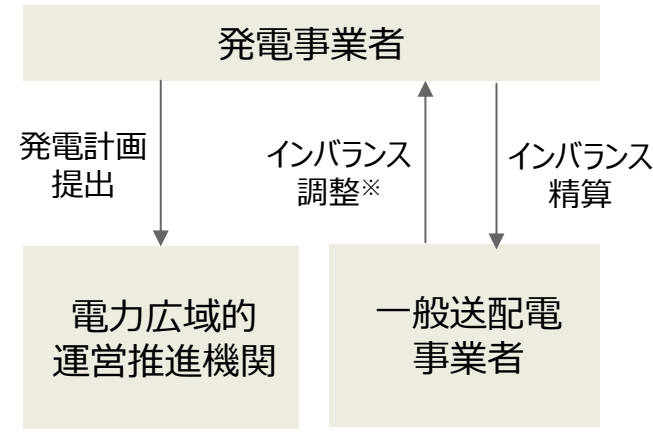 発電事業者
発電計画
提出
インバランス
調整※
インバランス
精算
電力広域的
運営推進機関
一般送配電
事業者